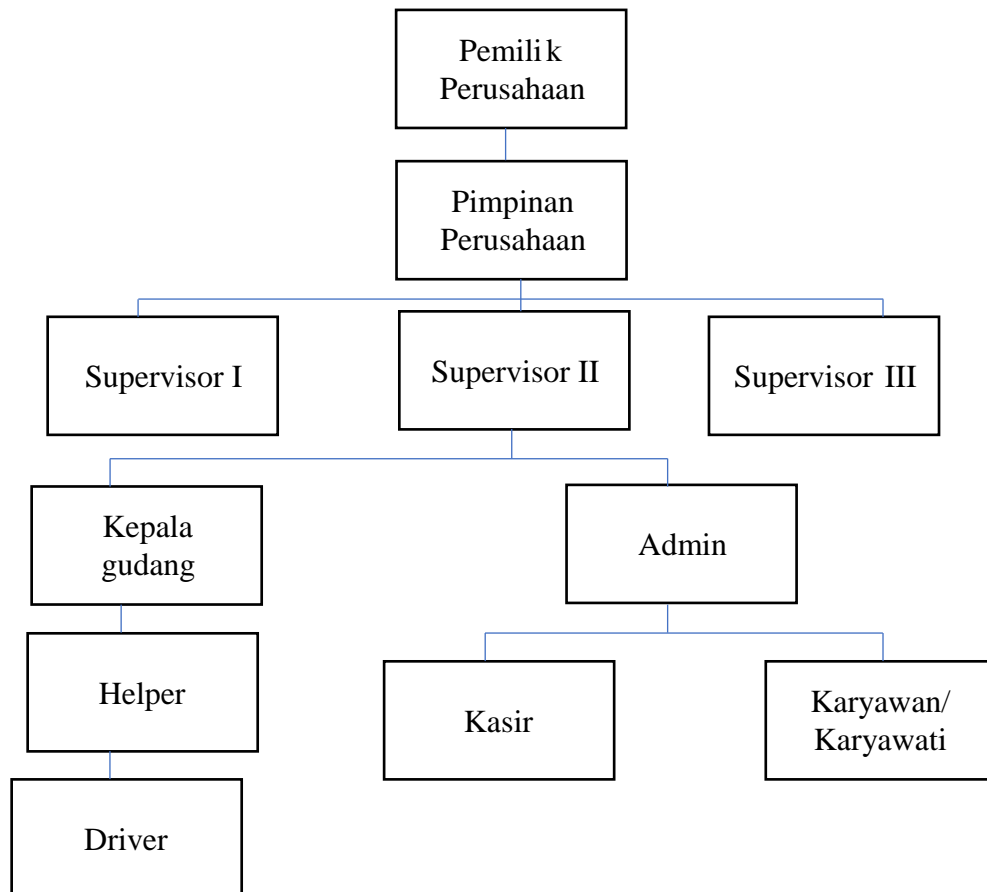 Pemilik
Perusahaan
Pimpinan
Perusahaan
Supervisor I
Supervisor II
Supervisor III
Kepala
gudang
Admin
Helper
Kasir
Karyawan/
Karyawati
Driver